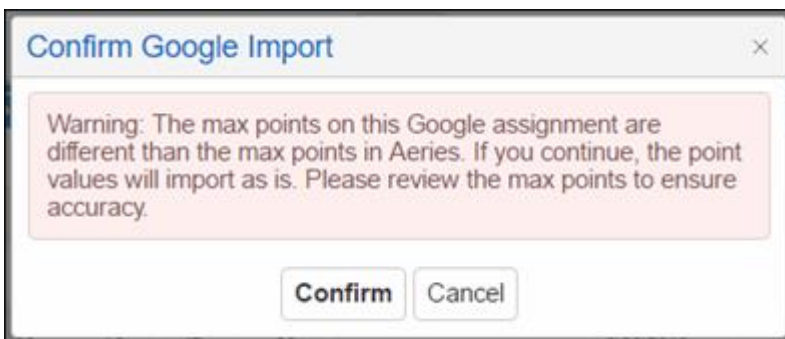 Confirm Google Import ×
Warning: The max points on this Google assignment are
different than the max points in Aeries. If you continue, the point
values will import as is. Please review the max points to ensure
accuracy.
Confirm Cancel